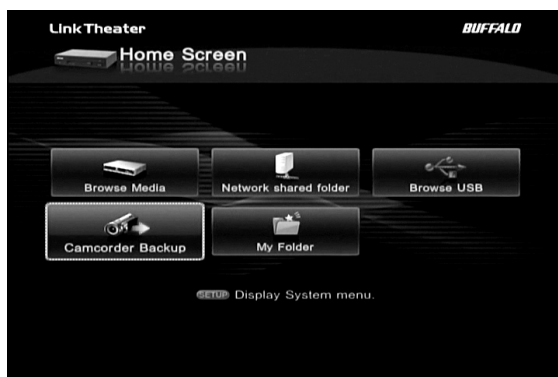 LinkTheater
BUFFALO
Home Screen
Browse Media
Network shared folder
Browse USB
Camcorder Backup
My Folder
SETUP Display System menu.